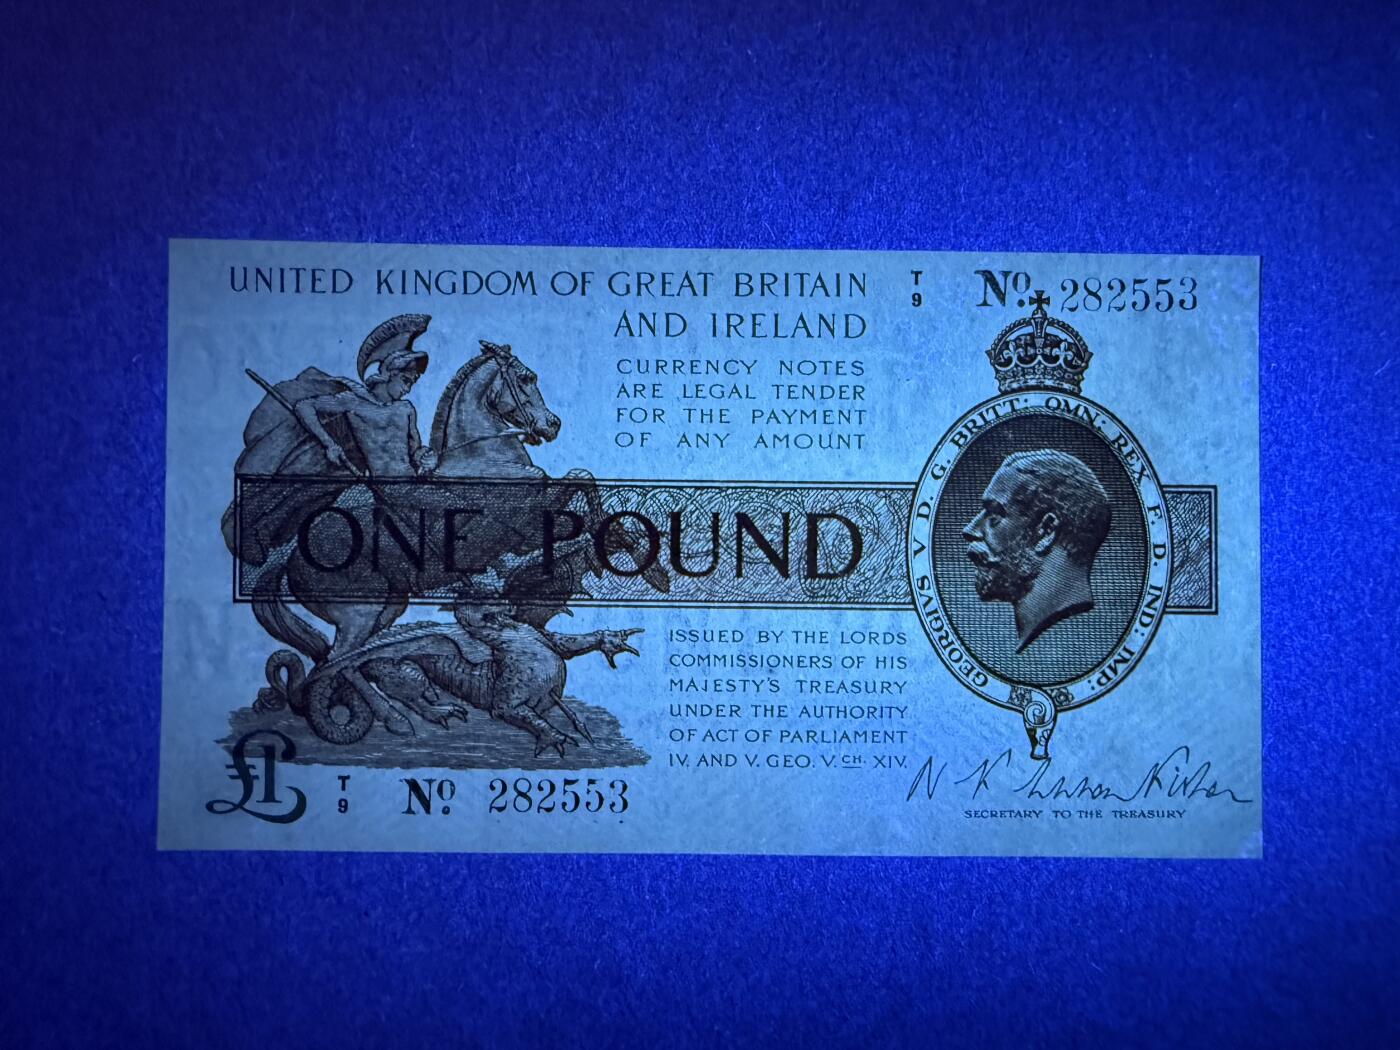 UNITED KINGDOM OF GREAT BRITAIN
AND IRELAND
T
9
No. 282553
CURRENCY NOTES
ARE LEGAL TENDER
FOR THE PAYMENT
OF ANY AMOUNT
ONE POUND
GEORGIVS V D. G. BRITT: OMN: REX F. D. IND: IMP:
ISSUED BY THE LORDS
COMMISSIONERS OF HIS
MAJESTY'S TREASURY
UNDER THE AUTHORITY
OF ACT OF PARLIAMENT
IV. AND V. GEO. V. CH. XIV.
£1
T
9
No. 282553
SECRETARY TO THE TREASURY